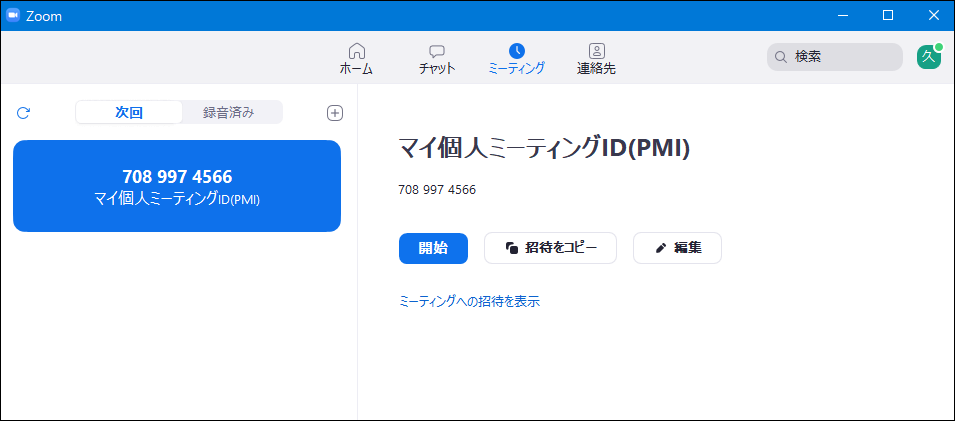 Zoom
ホーム
チャット
ミーティング
連絡先
検索
久
次回
録音済み
708 997 4566
マイ個人ミーティングID(PMI)
マイ個人ミーティングID(PMI)
708 997 4566
開始
招待をコピー
編集
ミーティングへの招待を表示